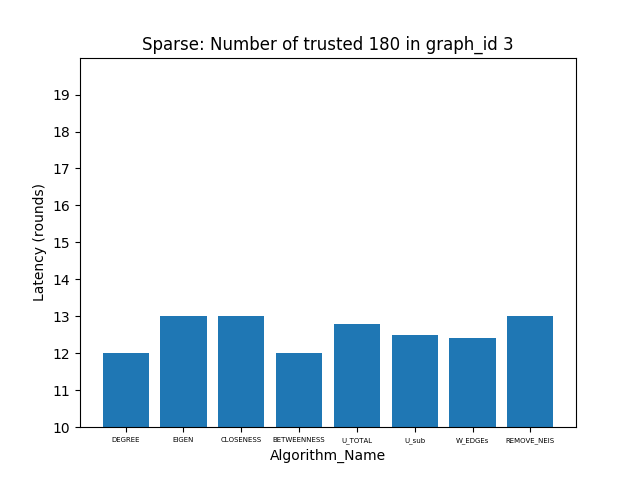 Sparse: Number of trusted 180 in graph_id 3
Latency (rounds)
19
18
17
16
15
14
13
12
11
10
DEGREE EIGEN CLOSENESS BETWEENNESS U_TOTAL U_sub W_EDGEs REMOVE_NEIS
Algorithm_Name